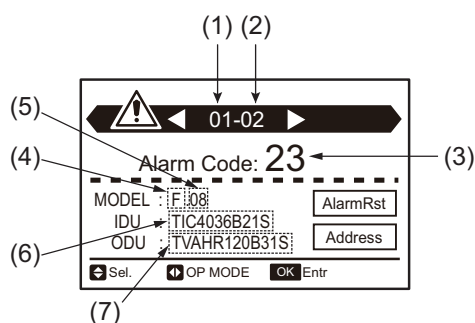 (1) (2)
01-02
(5)
Alarm Code: 23 (3)
(4)
MODEL : F .08 AlarmRst
IDU : TIC4036B21S
(6)
ODU : TVAHR120B31S Address
Sel. OP MODE OK Entr
(7)